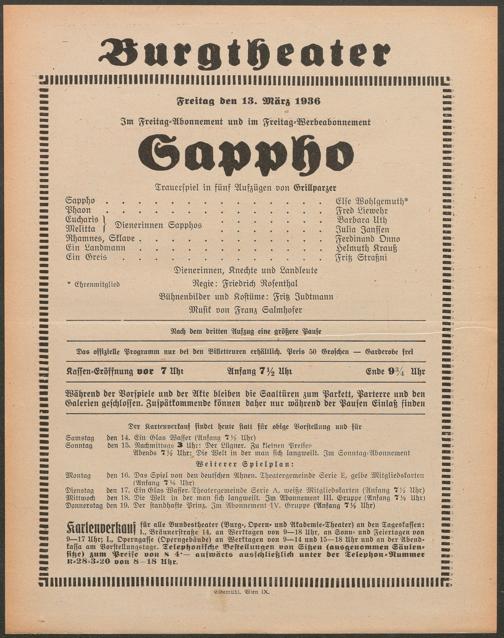 Burgtheater
Freitag den 13. März 1936
Im Freitag-Abonnement und im Freitag-Werbeabonnement
Sappho
Trauerspiel in fünf Aufzügen von Grillparzer
Sappho . . . . . . . . . . . . Else Wohlgemuth*
Phaon . . . . . . . . . . . . Fred Liewehr
Eucharis } Dienerinnen Sapphos . . . . . . Barbara Uth
Melitta } Julia Janssen
Rhamnes, Sklave . . . . . . . . . . Ferdinand Onno
Ein Landmann . . . . . . . . . . . Helmuth Krauß
Ein Greis . . . . . . . . . . . . Fritz Straßni
Dienerinnen, Knechte und Landleute
* Ehrenmitglied Regie: Friedrich Rosenthal
Bühnenbilder und Kostüme: Fritz Judtmann
Musik von Franz Salmhofer
Nach dem dritten Aufzug eine größere Pause
Das offizielle Programm nur bei den Billetteuren erhältlich. Preis 50 Groschen — Garderobe frei
Kassen-Eröffnung vor 7 Uhr Anfang 7½ Uhr Ende 9¾ Uhr
Während der Vorspiele und der Akte bleiben die Saaltüren zum Parkett, Parterre und den
Galerien geschlossen. Zuspätkommende können daher nur während der Pausen Einlaß finden
Der Kartenverkauf findet heute statt für obige Vorstellung und für
Samstag den 14. Ein Glas Wasser (Anfang 7½ Uhr)
Sonntag den 15. Nachmittags 3 Uhr: Der Lügner. Zu kleinen Preisen
Abends 7½ Uhr: Die Welt in der man sich langweilt. Im Sonntag-Abonnement
Weiterer Spielplan:
Montag den 16. Das Spiel von den deutschen Ahnen. Theatergemeinde Serie E, gelbe Mitgliedskarten
(Anfang 7½ Uhr)
Dienstag den 17. Ein Glas Wasser. Theatergemeinde Serie A, weiße Mitgliedskarten (Anfang 7½ Uhr)
Mittwoch den 18. Die Welt in der man sich langweilt. Im Abonnement III. Gruppe (Anfang 7½ Uhr)
Donnerstag den 19. Der standhafte Prinz. Im Abonnement IV. Gruppe (Anfang 7½ Uhr)
Kartenverkauf für alle Bundestheater (Burg-, Opern- und Akademie-Theater) an den Tageskassen:
I., Bräunerstraße 14, an Werktagen von 9—18 Uhr, an Sonn- und Feiertagen von
9—17 Uhr; I., Operngasse (Operngebäude) an Werktagen von 9—14 und 15—18 Uhr und an der Abend-
kassa am Vorstellungstag. Telephonische Bestellungen von Sitzen (ausgenommen Säulen-
sitze) zum Preise von S 4·— aufwärts ausschließlich unter der Telephon-Nummer
R-28-3-20 von 8—18 Uhr.
Elbemühl, Wien IX.